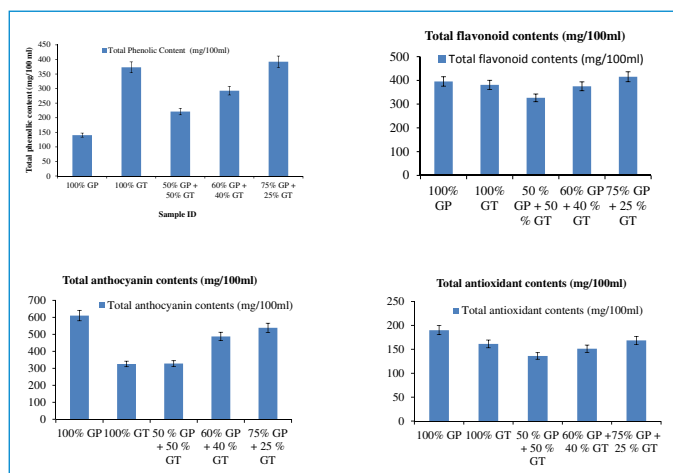 Total Phenolic Content (mg/100ml)
Total phenolic content (mg/100 ml)
450
400
350
300
250
200
150
100
50
0
100% GP
100% GT
50% GP +
50% GT
60% GP +
40% GT
75% GP +
25% GT
Sample ID
Total flavonoid contents (mg/100ml)
Total flavonoid contents (mg/100ml)
500
400
300
200
100
0
100%
GP
100%
GT
50 %
GP + 50
% GT
60% GP
+ 40 %
GT
75% GP
+ 25 %
GT
Total anthocyanin contents (mg/100ml)
Total anthocyanin contents (mg/100ml)
700
600
500
400
300
200
100
0
100% GP
100% GT
50 % GP
+ 50 %
GT
60% GP
+ 40 %
GT
75% GP
+ 25 %
GT
Total antioxidant contents (mg/100ml)
Total antioxidant contents (mg/100ml)
250
200
150
100
50
0
100% GP
100% GT
50 % GP
+ 50 %
GT
60% GP +
40 % GT
75% GP +
25 % GT